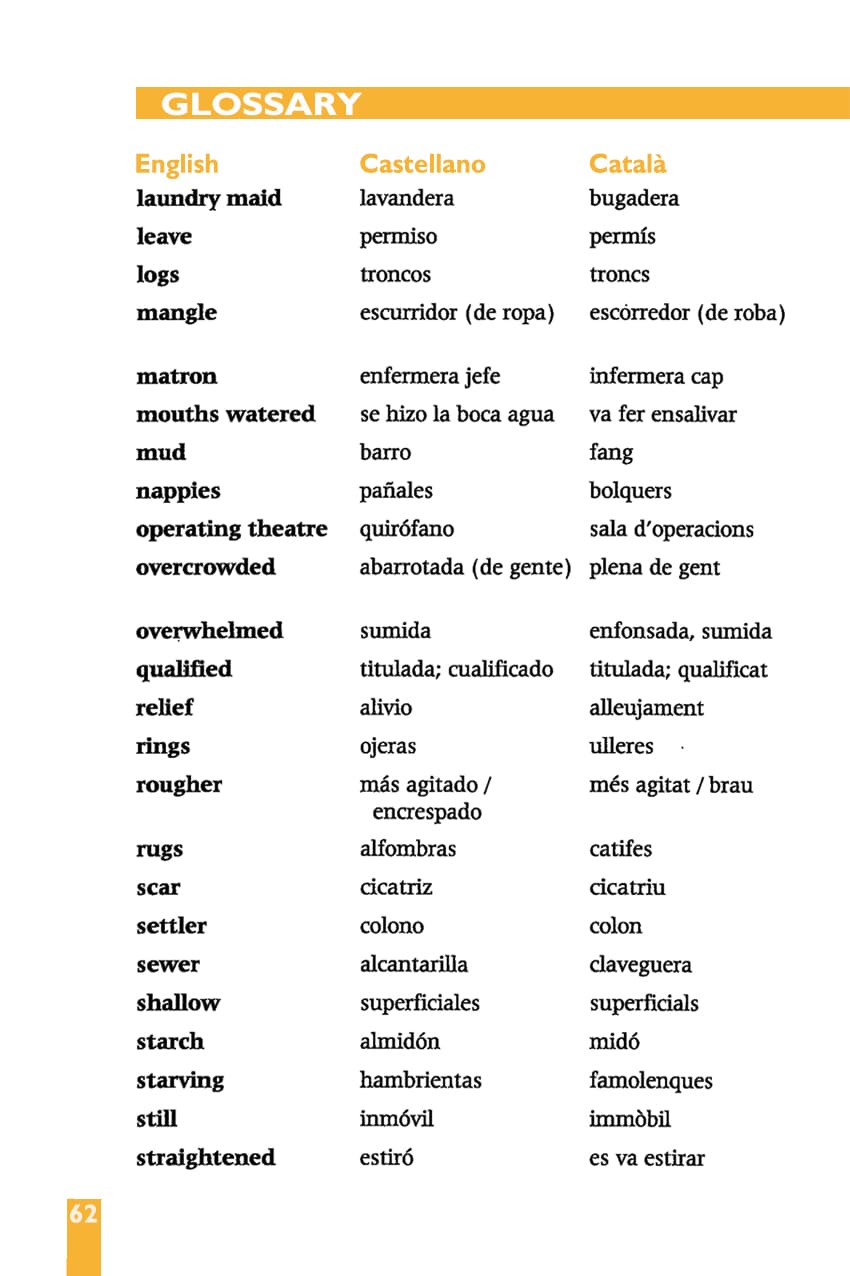 GLOSSARY
English Castellano Català
laundry maid lavandera bugadera
leave permiso permís
logs troncos troncs
mangle escurridor (de ropa) escórredor (de roba)
matron enfermera jefe infermera cap
mouths watered se hizo la boca agua va fer ensalivar
mud barro fang
nappies pañales bolquers
operating theatre quirófano sala d'operacions
overcrowded abarrotada (de gente) plena de gent
overwhelmed sumida enfonsada, sumida
qualified titulada; cualificado titulada; qualificat
relief alivio alleujament
rings ojeras ulleres
rougher más agitado / més agitat / brau
encrespado
rugs alfombras catifes
scar cicatriz cicatriu
settler colono colon
sewer alcantarilla claveguera
shallow superficiales superficials
starch almidón midó
starving hambrientas famolenques
still inmóvil immòbil
straightened estiró es va estirar
62